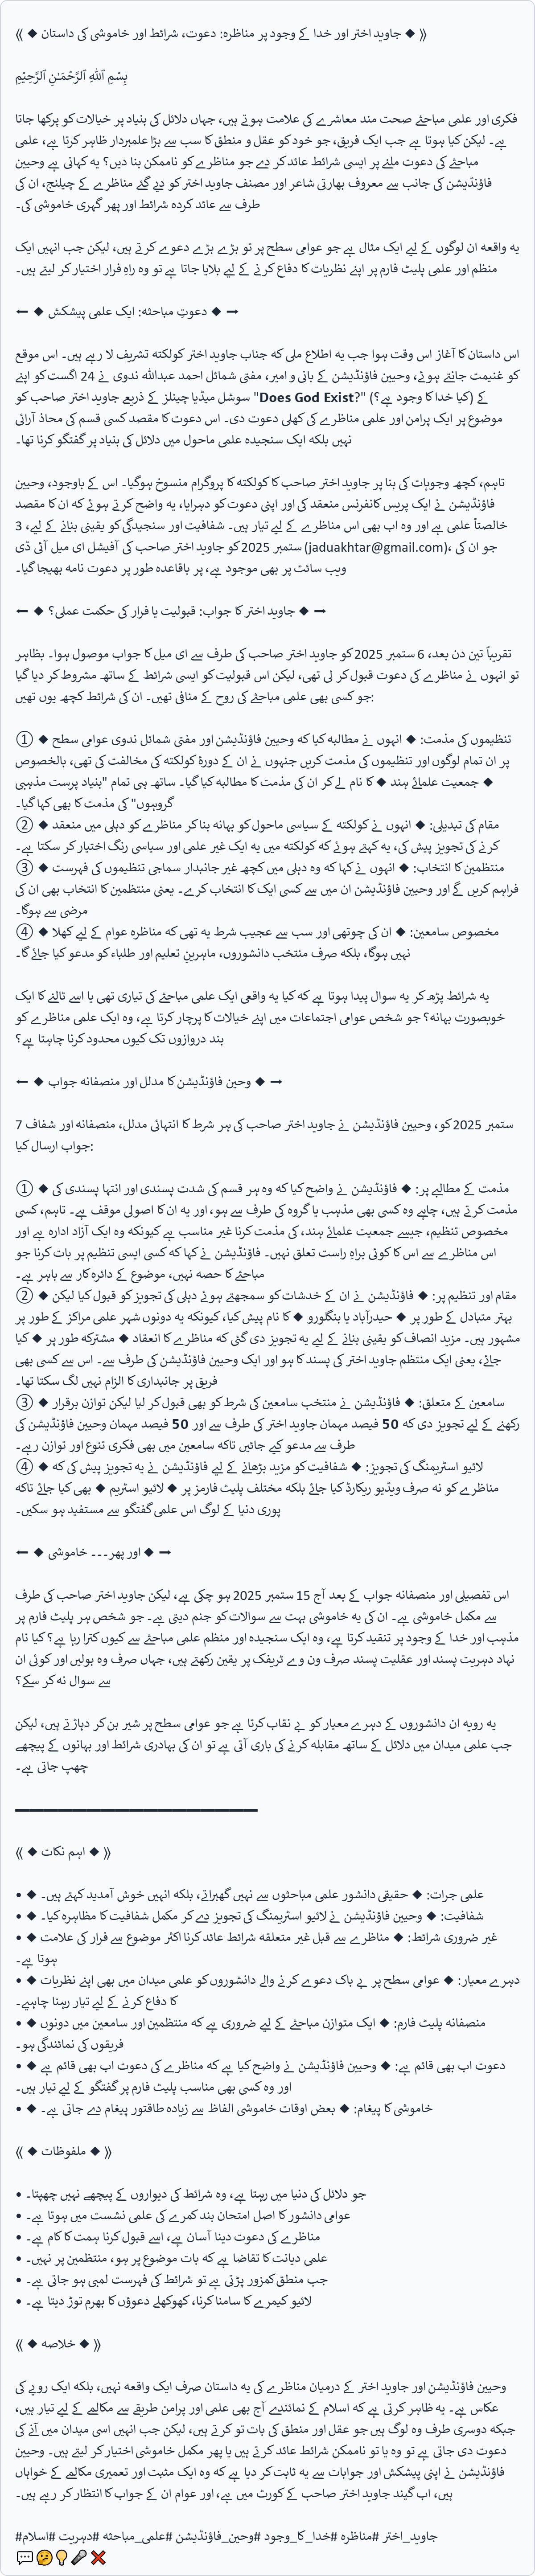 《 ◆ جاوید اختر اور خدا کے وجود پر مناظرہ: دعوت، شرائط اور خاموشی کی داستان ◆ 》
بِسْمِ ٱللهِ ٱلرَّحْمَـٰنِ ٱلرَّحِيْمِ
فکری اور علمی مباحثے صحت مند معاشرے کی علامت ہوتے ہیں، جہاں دلائل کی بنیاد پر خیالات کو پرکھا جاتا
ہے۔ لیکن کیا ہوتا ہے جب ایک فریق، جو خود کو عقل و منطق کا سب سے بڑا علمبردار ظاہر کرتا ہے، علمی
مباحثے کی دعوت ملنے پر ایسی شرائط عائد کر دے جو مناظرے کو ناممکن بنا دیں؟ یہ کہانی ہے وحیین
فاؤنڈیشن کی جانب سے معروف بھارتی شاعر اور مصنف جاوید اختر کو دیے گئے مناظرے کے چیلنج، ان کی
طرف سے عائد کردہ شرائط اور پھر گہری خاموشی کی۔
یہ واقعہ ان لوگوں کے لیے ایک مثال ہے جو عوامی سطح پر تو بڑے بڑے دعوے کرتے ہیں، لیکن جب انہیں ایک
منظم اور علمی پلیٹ فارم پر اپنے نظریات کا دفاع کرنے کے لیے بلایا جاتا ہے تو وہ راہِ فرار اختیار کر لیتے ہیں۔
━ ◆ دعوتِ مباحثہ: ایک علمی پیشکش ◆ ━
اس داستان کا آغاز اس وقت ہوا جب یہ اطلاع ملی کہ جناب جاوید اختر کولکتہ تشریف لا رہے ہیں۔ اس موقع
کو غنیمت جانتے ہوئے، وحیین فاؤنڈیشن کے بانی و امیر، مفتی شمائل احمد عبداللہ ندوی نے 24 اگست کو اپنے
سوشل میڈیا چینلز کے ذریعے جاوید اختر صاحب کو "Does God Exist?" (کیا خدا کا وجود ہے؟) کے
موضوع پر ایک پرامن اور علمی مناظرے کی کھلی دعوت دی۔ اس دعوت کا مقصد کسی قسم کی محاذ آرائی
نہیں بلکہ ایک سنجیدہ علمی ماحول میں دلائل کی بنیاد پر گفتگو کرنا تھا۔
تاہم، کچھ وجوہات کی بنا پر جاوید اختر صاحب کا کولکتہ کا پروگرام منسوخ ہوگیا۔ اس کے باوجود، وحیین
فاؤنڈیشن نے ایک پریس کانفرنس منعقد کی اور اپنی دعوت کو دہرایا، یہ واضح کرتے ہوئے کہ ان کا مقصد
خالصتاً علمی ہے اور وہ اب بھی اس مناظرے کے لیے تیار ہیں۔ شفافیت اور سنجیدگی کو یقینی بنانے کے لیے، 3
ستمبر 2025 کو جاوید اختر صاحب کی آفیشل ای میل آئی ڈی (jaduakhtar@gmail.com)، جو ان کی
ویب سائٹ پر بھی موجود ہے، پر باقاعدہ طور پر دعوت نامہ بھیجا گیا۔
━ ◆ جاوید اختر کا جواب: قبولیت یا فرار کی حکمت عملی؟ ◆ ━
تقریباً تین دن بعد، 6 ستمبر 2025 کو جاوید اختر صاحب کی طرف سے ای میل کا جواب موصول ہوا۔ بظاہر
تو انہوں نے مناظرے کی دعوت قبول کر لی تھی، لیکن اس قبولیت کو ایسی شرائط کے ساتھ مشروط کر دیا گیا
جو کسی بھی علمی مباحثے کی روح کے منافی تھیں۔ ان کی شرائط کچھ یوں تھیں:
① ◆ تنظیموں کی مذمت: ◆ انہوں نے مطالبہ کیا کہ وحیین فاؤنڈیشن اور مفتی شمائل ندوی عوامی سطح
پر ان تمام لوگوں اور تنظیموں کی مذمت کریں جنہوں نے ان کے دورۂ کولکتہ کی مخالفت کی تھی، بالخصوص
◆ جمعیت علمائے ہند ◆ کا نام لے کر ان کی مذمت کا مطالبہ کیا گیا۔ ساتھ ہی تمام "بنیاد پرست مذہبی
گروہوں" کی مذمت کا بھی کہا گیا۔
② ◆ مقام کی تبدیلی: ◆ انہوں نے کولکتہ کے سیاسی ماحول کو بہانہ بنا کر مناظرے کو دہلی میں منعقد
کرنے کی تجویز پیش کی، یہ کہتے ہوئے کہ کولکتہ میں یہ ایک غیر علمی اور سیاسی رنگ اختیار کر سکتا ہے۔
③ ◆ منتظمین کا انتخاب: ◆ انہوں نے کہا کہ وہ دہلی میں کچھ غیر جانبدار سماجی تنظیموں کی فہرست
فراہم کریں گے اور وحیین فاؤنڈیشن ان میں سے کسی ایک کا انتخاب کرے۔ یعنی منتظمین کا انتخاب بھی ان کی
مرضی سے ہوگا۔
④ ◆ مخصوص سامعین: ◆ ان کی چوتھی اور سب سے عجیب شرط یہ تھی کہ مناظرہ عوام کے لیے کھلا
نہیں ہوگا، بلکہ صرف منتخب دانشوروں، ماہرینِ تعلیم اور طلباء کو مدعو کیا جائے گا۔
یہ شرائط پڑھ کر یہ سوال پیدا ہوتا ہے کہ کیا یہ واقعی ایک علمی مباحثے کی تیاری تھی یا اسے ٹالنے کا ایک
خوبصورت بہانہ؟ جو شخص عوامی اجتماعات میں اپنے خیالات کا پرچار کرتا ہے، وہ ایک علمی مناظرے کو
بند دروازوں تک کیوں محدود کرنا چاہتا ہے؟
━ ◆ وحین فاؤنڈیشن کا مدلل اور منصفانہ جواب ◆ ━
7 ستمبر 2025 کو، وحیین فاؤنڈیشن نے جاوید اختر صاحب کی ہر شرط کا انتہائی مدلل، منصفانہ اور شفاف
جواب ارسال کیا:
① ◆ مذمت کے مطالبے پر: ◆ فاؤنڈیشن نے واضح کیا کہ وہ ہر قسم کی شدت پسندی اور انتہا پسندی کی
مذمت کرتے ہیں، چاہے وہ کسی بھی مذہب یا گروہ کی طرف سے ہو، اور یہ ان کا اصولی موقف ہے۔ تاہم، کسی
مخصوص تنظیم، جیسے جمعیت علمائے ہند، کی مذمت کرنا غیر مناسب ہے کیونکہ وہ ایک آزاد ادارہ ہے اور
اس مناظرے سے اس کا کوئی براہِ راست تعلق نہیں۔ فاؤنڈیشن نے کہا کہ کسی ایسی تنظیم پر بات کرنا جو
مباحثے کا حصہ نہیں، موضوع کے دائرہ کار سے باہر ہے۔
② ◆ مقام اور تنظیم پر: ◆ فاؤنڈیشن نے ان کے خدشات کو سمجھتے ہوئے دہلی کی تجویز کو قبول کیا لیکن
بہتر متبادل کے طور پر ◆ حیدرآباد یا بنگلورو ◆ کا نام پیش کیا، کیونکہ یہ دونوں شہر علمی مراکز کے طور پر
مشہور ہیں۔ مزید انصاف کو یقینی بنانے کے لیے یہ تجویز دی گئی کہ مناظرے کا انعقاد ◆ مشترکہ طور پر ◆ کیا
جائے، یعنی ایک منتظم جاوید اختر کی پسند کا ہو اور ایک وحیین فاؤنڈیشن کی طرف سے۔ اس سے کسی بھی
فریق پر جانبداری کا الزام نہیں لگ سکتا تھا۔
③ ◆ سامعین کے متعلق: ◆ فاؤنڈیشن نے منتخب سامعین کی شرط کو بھی قبول کر لیا لیکن توازن برقرار
رکھنے کے لیے تجویز دی کہ 50 فیصد مہمان جاوید اختر کی طرف سے اور 50 فیصد مہمان وحیین فاؤنڈیشن کی
طرف سے مدعو کیے جائیں تاکہ سامعین میں بھی فکری تنوع اور توازن رہے۔
④ ◆ لائیو اسٹریمنگ کی تجویز: ◆ شفافیت کو مزید بڑھانے کے لیے فاؤنڈیشن نے یہ تجویز پیش کی کہ
مناظرے کو نہ صرف ویڈیو ریکارڈ کیا جائے بلکہ مختلف پلیٹ فارمز پر ◆ لائیو اسٹریم ◆ بھی کیا جائے تاکہ
پوری دنیا کے لوگ اس علمی گفتگو سے مستفید ہو سکیں۔
━ ◆ اور پھر۔۔۔ خاموشی ◆ ━
اس تفصیلی اور منصفانہ جواب کے بعد آج 15 ستمبر 2025 ہو چکی ہے، لیکن جاوید اختر صاحب کی طرف
سے مکمل خاموشی ہے۔ ان کی یہ خاموشی بہت سے سوالات کو جنم دیتی ہے۔ جو شخص ہر پلیٹ فارم پر
مذہب اور خدا کے وجود پر تنقید کرتا ہے، وہ ایک سنجیدہ اور منظم علمی مباحثے سے کیوں کترا رہا ہے؟ کیا نام
نہاد دہریت پسند اور عقلیت پسند صرف ون وے ٹریفک پر یقین رکھتے ہیں، جہاں صرف وہ بولیں اور کوئی ان
سے سوال نہ کر سکے؟
یہ رویہ ان دانشوروں کے دہرے معیار کو بے نقاب کرتا ہے جو عوامی سطح پر شیر بن کر دہاڑتے ہیں، لیکن
جب علمی میدان میں دلائل کے ساتھ مقابلہ کرنے کی باری آتی ہے تو ان کی بہادری شرائط اور بہانوں کے پیچھے
چھپ جاتی ہے۔
━━━━━━━━━━━━━━━━━━━━
《 ◆ اہم نکات ◆ 》
• ◆ علمی جرات: ◆ حقیقی دانشور علمی مباحثوں سے نہیں گھبراتے، بلکہ انہیں خوش آمدید کہتے ہیں۔
• ◆ شفافیت: ◆ وحیین فاؤنڈیشن نے لائیو اسٹریمنگ کی تجویز دے کر مکمل شفافیت کا مظاہرہ کیا۔
• ◆ غیر ضروری شرائط: ◆ مناظرے سے قبل غیر متعلقہ شرائط عائد کرنا اکثر موضوع سے فرار کی علامت
ہوتا ہے۔
• ◆ دہرے معیار: ◆ عوامی سطح پر بے باک دعوے کرنے والے دانشوروں کو علمی میدان میں بھی اپنے نظریات
کا دفاع کرنے کے لیے تیار رہنا چاہیے۔
• ◆ منصفانہ پلیٹ فارم: ◆ ایک متوازن مباحثے کے لیے ضروری ہے کہ منتظمین اور سامعین میں دونوں
فریقوں کی نمائندگی ہو۔
• ◆ دعوت اب بھی قائم ہے: ◆ وحیین فاؤنڈیشن نے واضح کیا ہے کہ مناظرے کی دعوت اب بھی قائم ہے
اور وہ کسی بھی مناسب پلیٹ فارم پر گفتگو کے لیے تیار ہیں۔
• ◆ خاموشی کا پیغام: ◆ بعض اوقات خاموشی الفاظ سے زیادہ طاقتور پیغام دے جاتی ہے۔
《 ◆ ملفوظات ◆ 》
• جو دلائل کی دنیا میں رہتا ہے، وہ شرائط کی دیواروں کے پیچھے نہیں چھپتا۔
• عوامی دانشور کا اصل امتحان بند کمرے کی علمی نشست میں ہوتا ہے۔
• مناظرے کی دعوت دینا آسان ہے، اسے قبول کرنا ہمت کا کام ہے۔
• علمی دیانت کا تقاضا ہے کہ بات موضوع پر ہو، منتظمین پر نہیں۔
• جب منطق کمزور پڑتی ہے تو شرائط کی فہرست لمبی ہو جاتی ہے۔
• لائیو کیمرے کا سامنا کرنا، کھوکھلے دعوؤں کا بھرم توڑ دیتا ہے۔
《 ◆ خلاصہ ◆ 》
وحیین فاؤنڈیشن اور جاوید اختر کے درمیان مناظرے کی یہ داستان صرف ایک واقعہ نہیں، بلکہ ایک رویے کی
عکاس ہے۔ یہ ظاہر کرتی ہے کہ اسلام کے نمائندے آج بھی علمی اور پرامن طریقے سے مکالمے کے لیے تیار ہیں،
جبکہ دوسری طرف وہ لوگ ہیں جو عقل اور منطق کی بات تو کرتے ہیں، لیکن جب انہیں اسی میدان میں آنے کی
دعوت دی جاتی ہے تو وہ یا تو ناممکن شرائط عائد کرتے ہیں یا پھر مکمل خاموشی اختیار کر لیتے ہیں۔ وحیین
فاؤنڈیشن نے اپنی پیشکش اور جوابات سے یہ ثابت کر دیا ہے کہ وہ ایک مثبت اور تعمیری مکالمے کے خواہاں
ہیں، اب گیند جاوید اختر صاحب کے کورٹ میں ہے، اور عوام ان کے جواب کا انتظار کر رہے ہیں۔
#جاوید_اختر #مناظرہ #خدا_کا_وجود #وحین_فاؤنڈیشن #علمی_مباحثہ #دہریت #اسلام
💬🤔💡🎤❌